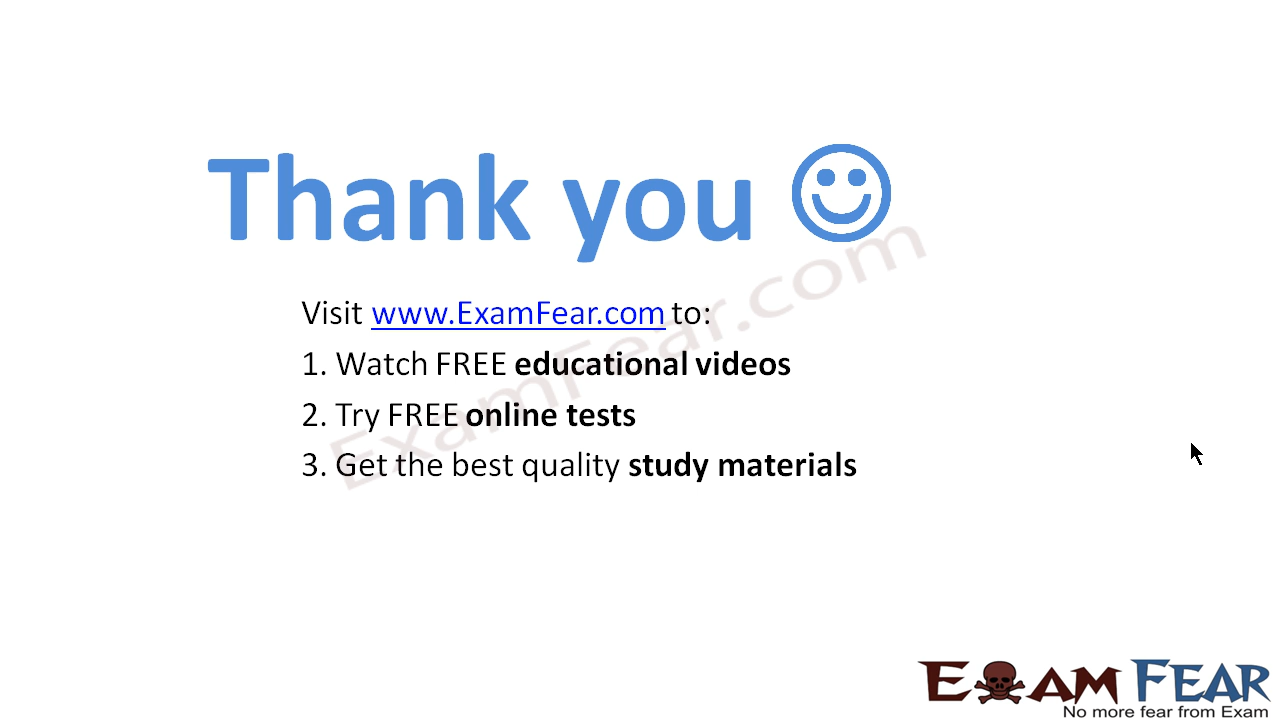 Thank you
Visit www.ExamFear.com to:
1. Watch FREE educational videos
2. Try FREE online tests
3. Get the best quality study materials
ExamFear.com
EXAM FEAR
No more fear from Exam